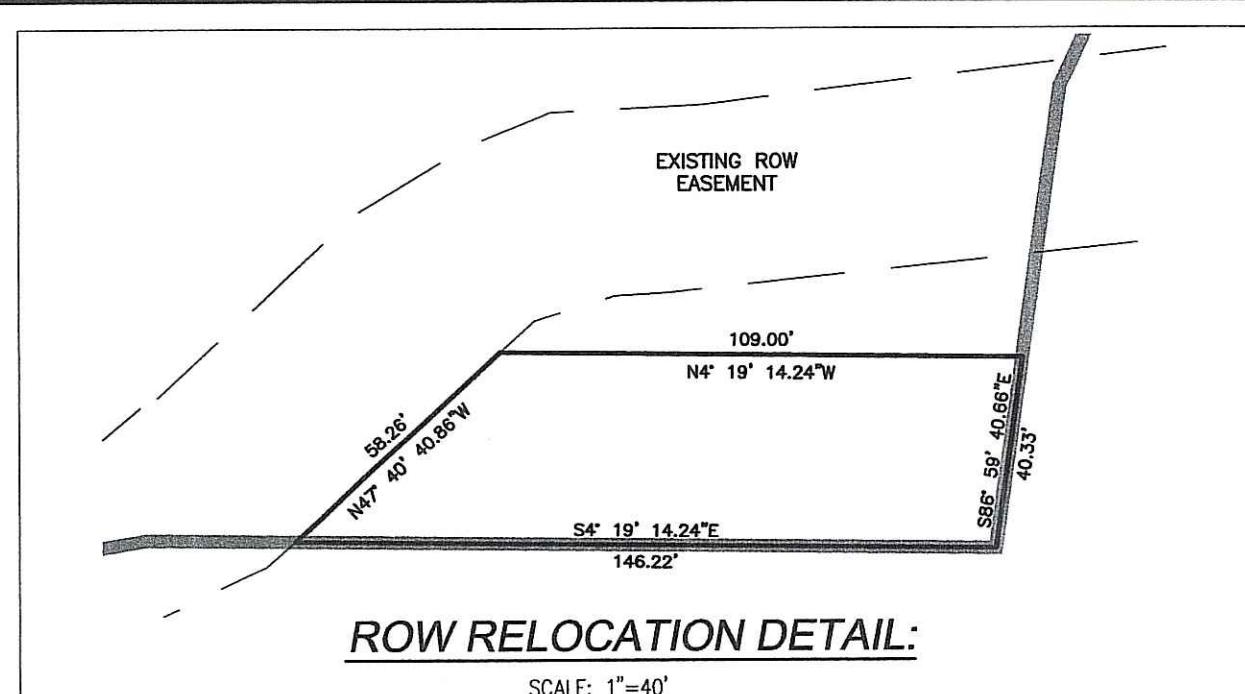 EXISTING ROW
EASEMENT
109.00'
N4° 19' 14.24"W
58.26'
N47° 40' 40.86"W
S86° 59' 40.66"E
40.33'
S4° 19' 14.24"E
146.22'
ROW RELOCATION DETAIL:
SCALE: 1"=40'